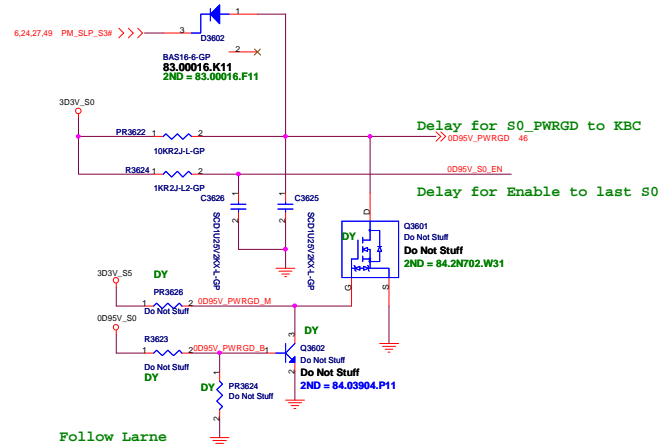 1
6,24,27,49 PM_SLP_S3#
3
D3602
2
BAS16-6-GP
83.00016.K11
2ND = 83.00016.F11
3D3V_S0
PR3622 1 2
10KR2J-L-GP
Delay for S0_PWRGD to KBC
0D95V_PWRGD 46
R3624 1 2
1KR2J-L2-GP
0D95V_S0_EN
Delay for Enable to last S0
C3626 1 2
SCD1U25V2KX-L-GP
C3625 1 2
SCD1U25V2KX-L-GP
D
Q3601
DY
Do Not Stuff
Do Not Stuff
2ND = 84.2N702.W31
G S
3D3V_S5
DY
PR3626
1 2 0D95V_PWRGD_M
Do Not Stuff
0D95V_S0
R3623
1 2 0D95V_PWRGD_B 1
Do Not Stuff
DY
3
DY
Q3602
Do Not Stuff
Do Not Stuff
2ND = 84.03904.P11
2
1
DY
PR3624
Do Not Stuff
2
Follow Larne